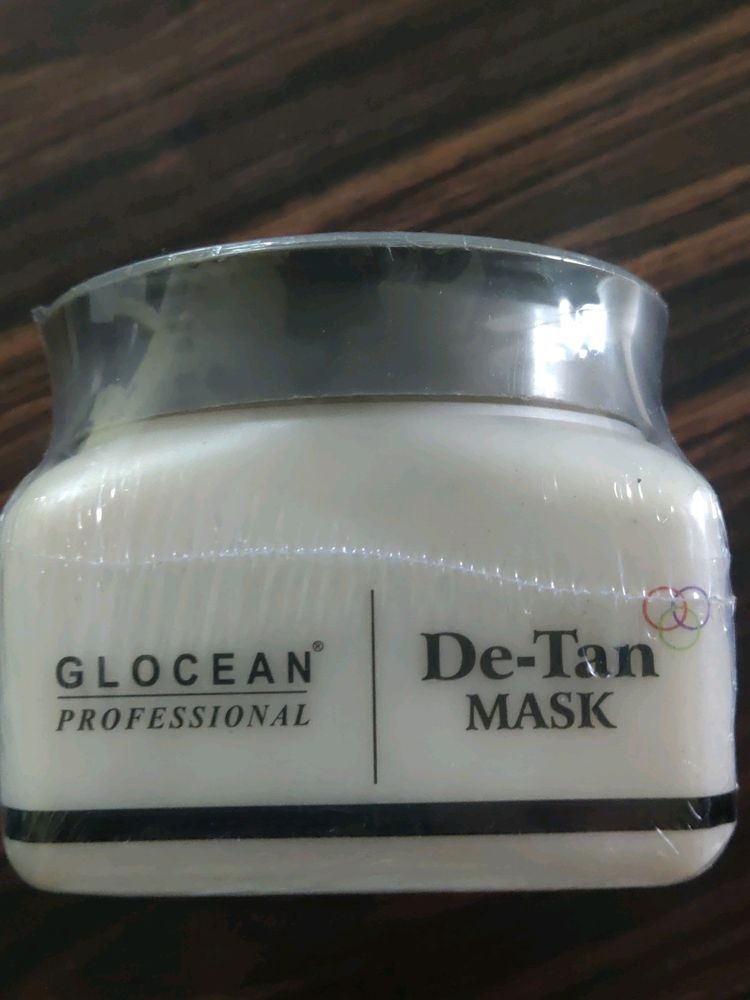 GLOCEAN®
PROFESSIONAL
De-Tan
MASK